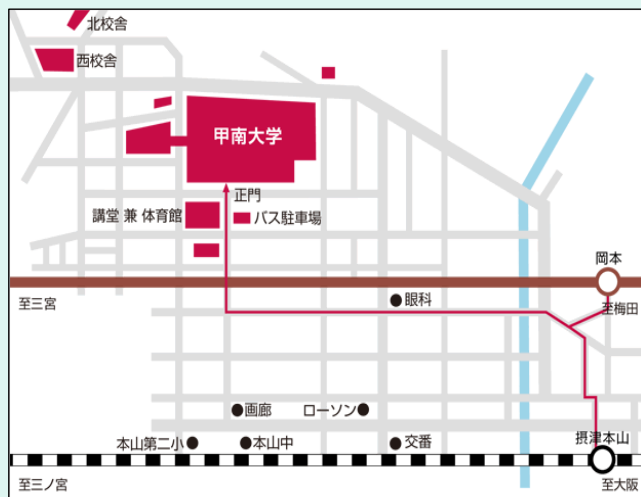 北校舎
西校舎
甲南大学
正門
講堂 兼 体育館
バス駐車場
岡本
至三宮
眼科
至梅田
画廊
ローソン
本山第二小
本山中
交番
摂津本山
至三ノ宮
至大阪